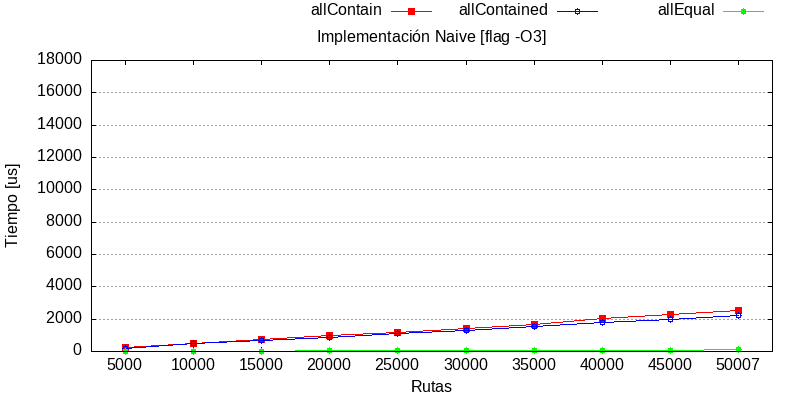 allContain allContained allEqual
Implementación Naive [flag -O3]
18000
16000
14000
12000
10000
8000
6000
4000
2000
0
Tiempo [us]
5000 10000 15000 20000 25000 30000 35000 40000 45000 50007
Rutas